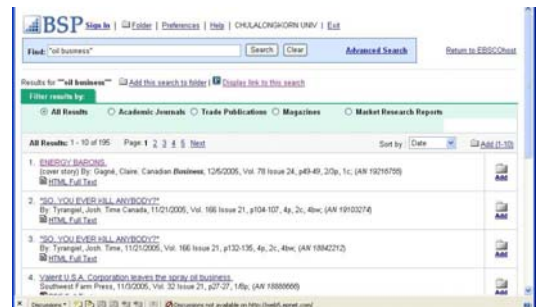 BSP Sign In | Folder | Preferences | Help | CHULALONGKORN UNIV | Exit
Find: "oil business" Search Clear Advanced Search Return to EBSCOhost
Results for ""oil business" Add this search to folder | Display link to this search
Filter results by:
All Results Academic Journals Trade Publications Magazines Market Research Reports
All Results: 1 - 10 of 195 Page: 1 2 3 4 5 Next Sort by : Date Add (1-10)
1. ENERGY BARONS.
(cover story) By: Gagné, Claire. Canadian Business, 12/5/2005, Vol. 78 Issue 24, p49-49, 2/3p, 1c; (AN 19216755)
HTML Full Text
Add
2. "SO, YOU EVER KILL ANYBODY?"
By: Tyrangiel, Josh. Time Canada, 11/21/2005, Vol. 166 Issue 21, p104-107, 4p, 2c, 4bw; (AN 19103274)
HTML Full Text
Add
3. "SO, YOU EVER KILL ANYBODY?"
By: Tyrangiel, Josh. Time, 11/21/2005, Vol. 166 Issue 21, p132-135, 4p, 2c, 4bw; (AN 18842212)
HTML Full Text
Add
4. Valent U.S.A. Corporation leaves the spray oil business.
Southwest Farm Press, 11/3/2005, Vol. 32 Issue 21, p27-27, 1/6p; (AN 18880666)
Add
Discussions